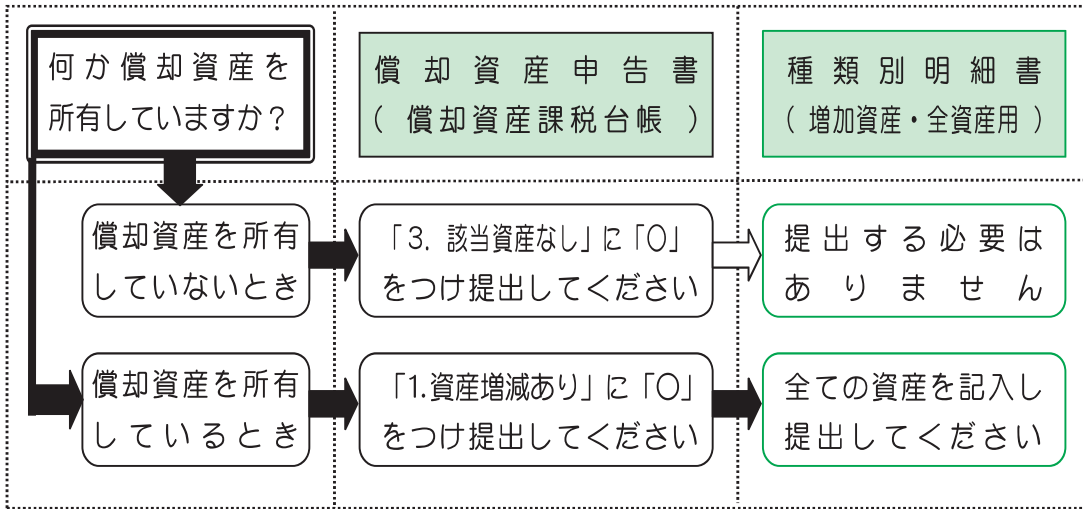 何か償却資産を
所有していますか？
償却資産申告書
（償却資産課税台帳）
種類別明細書
（増加資産・全資産用）
償却資産を所有
していないとき
「3. 該当資産なし」に「○」
をつけ提出してください
提出する必要は
ありません
償却資産を所有
しているとき
「1.資産増減あり」に「○」
をつけ提出してください
全ての資産を記入し
提出してください